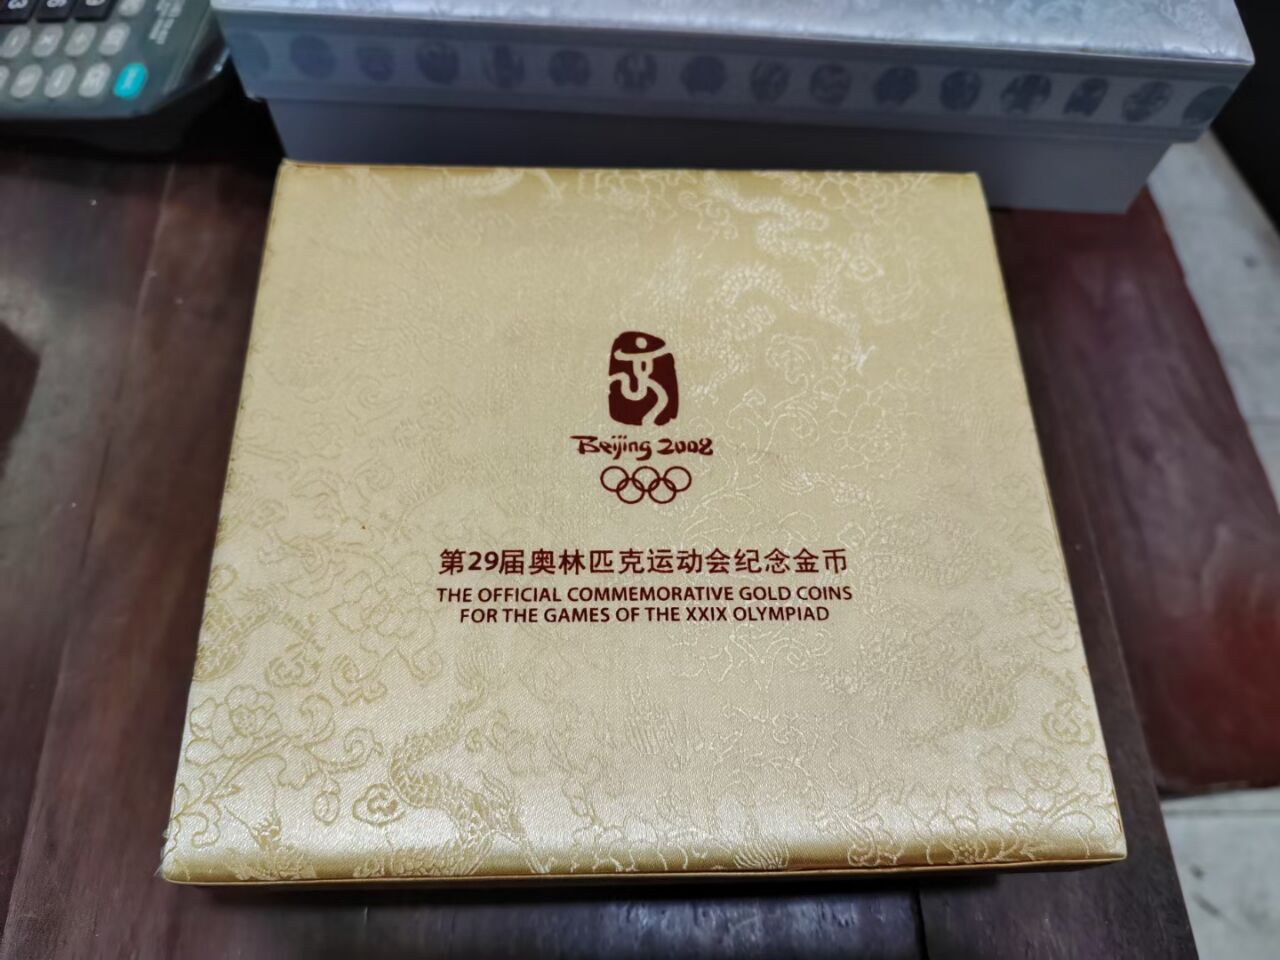 Beijing 2008
第29届奥林匹克运动会纪念金币
THE OFFICIAL COMMEMORATIVE GOLD COINS
FOR THE GAMES OF THE XXIX OLYMPIAD